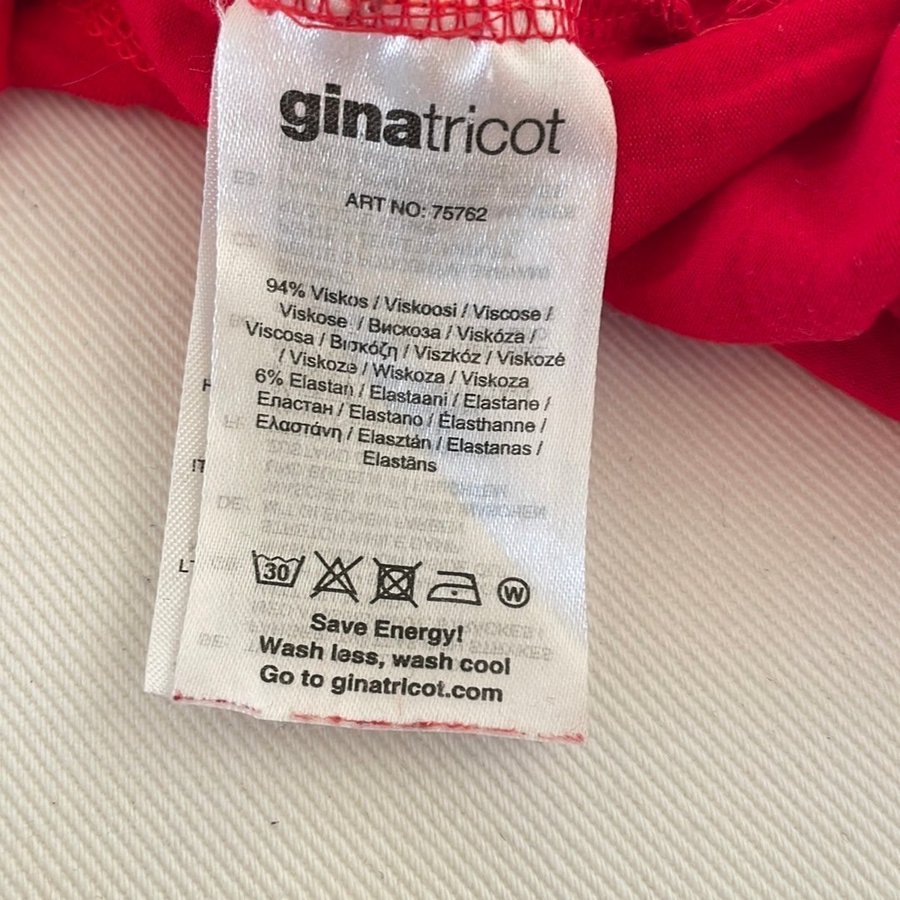 ginatricot
ART NO: 75762
94% Viskos / Viskoosi / Viscose /
Viskose / Вискоза / Viskóza /
Viscosa / Βισκόζη / Viszkóz / Viskozé
/ Viskoze / Wiskoza / Viskoza
6% Elastan / Elastaani / Elastane /
Еластан / Elastano / Élasthanne /
Ελαστάνη / Elasztán / Elastanas /
Elastāns
30
W
Save Energy!
Wash less, wash cool
Go to ginatricot.com